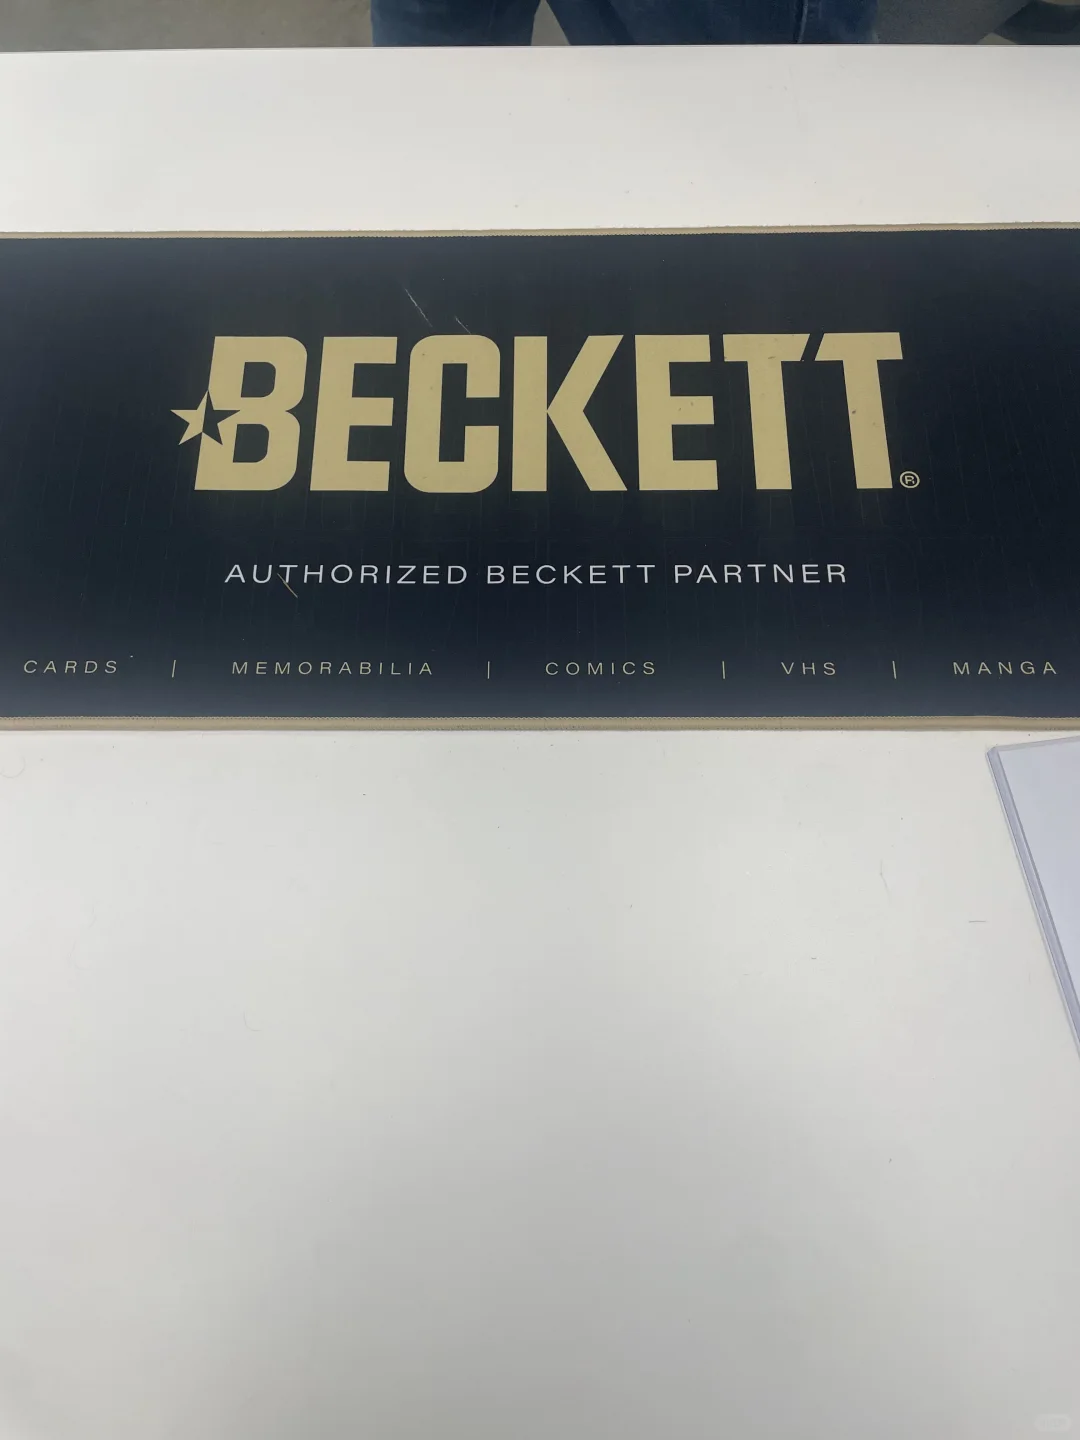 BECKETT®
AUTHORIZED BECKETT PARTNER
CARDS | MEMORABILIA | COMICS | VHS | MANGA